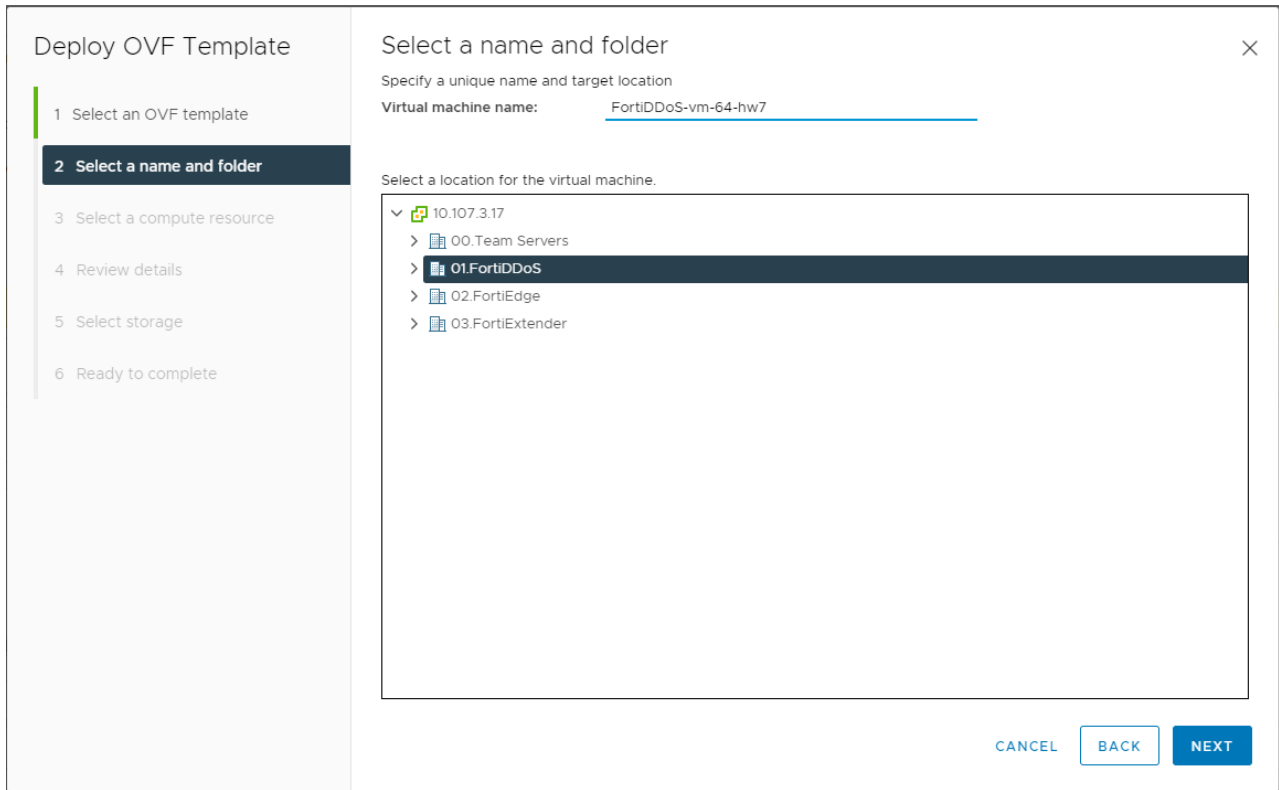 Deploy OVF Template
1 Select an OVF template
2 Select a name and folder
3 Select a compute resource
4 Review details
5 Select storage
6 Ready to complete
Select a name and folder
Specify a unique name and target location
Virtual machine name: FortiDDoS-vm-64-hw7
Select a location for the virtual machine.
10.107.3.17
00.Team Servers
01.FortiDDoS
02.FortiEdge
03.FortiExtender
CANCEL BACK NEXT